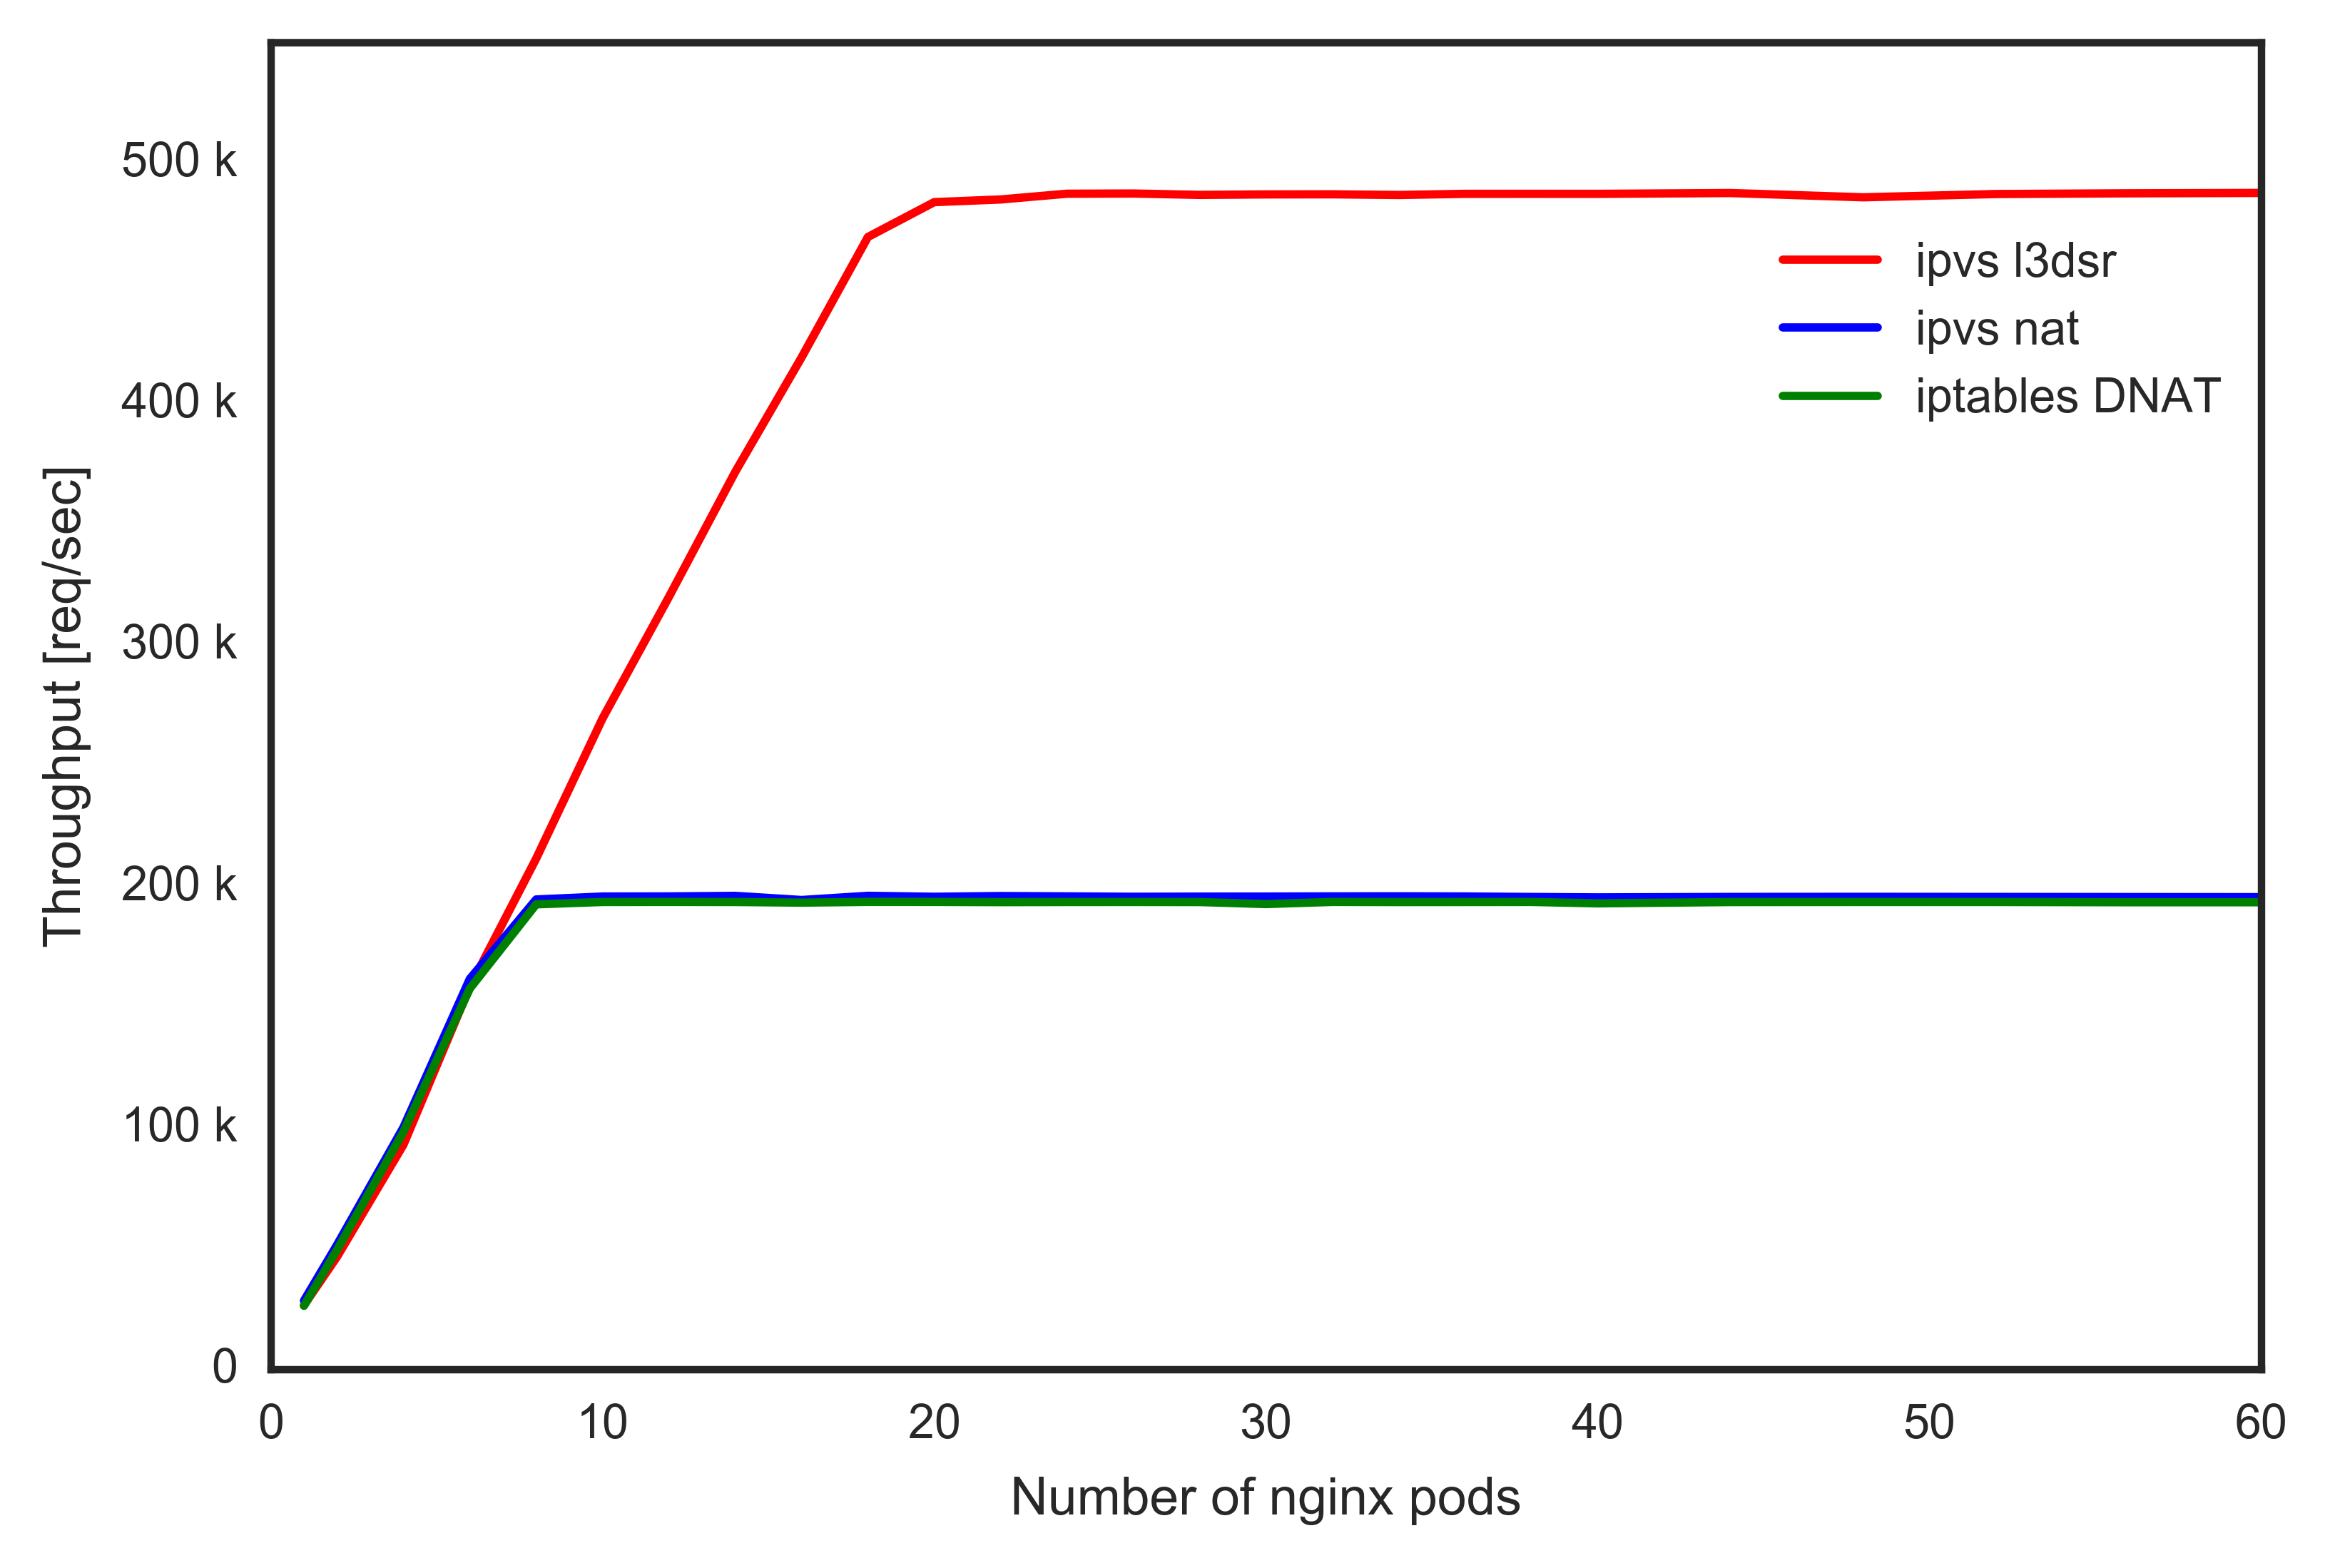 500 k
400 k
300 k
200 k
100 k
0
Throughput [req/sec]
ipvs l3dsr
ipvs nat
iptables DNAT
0 10 20 30 40 50 60
Number of nginx pods